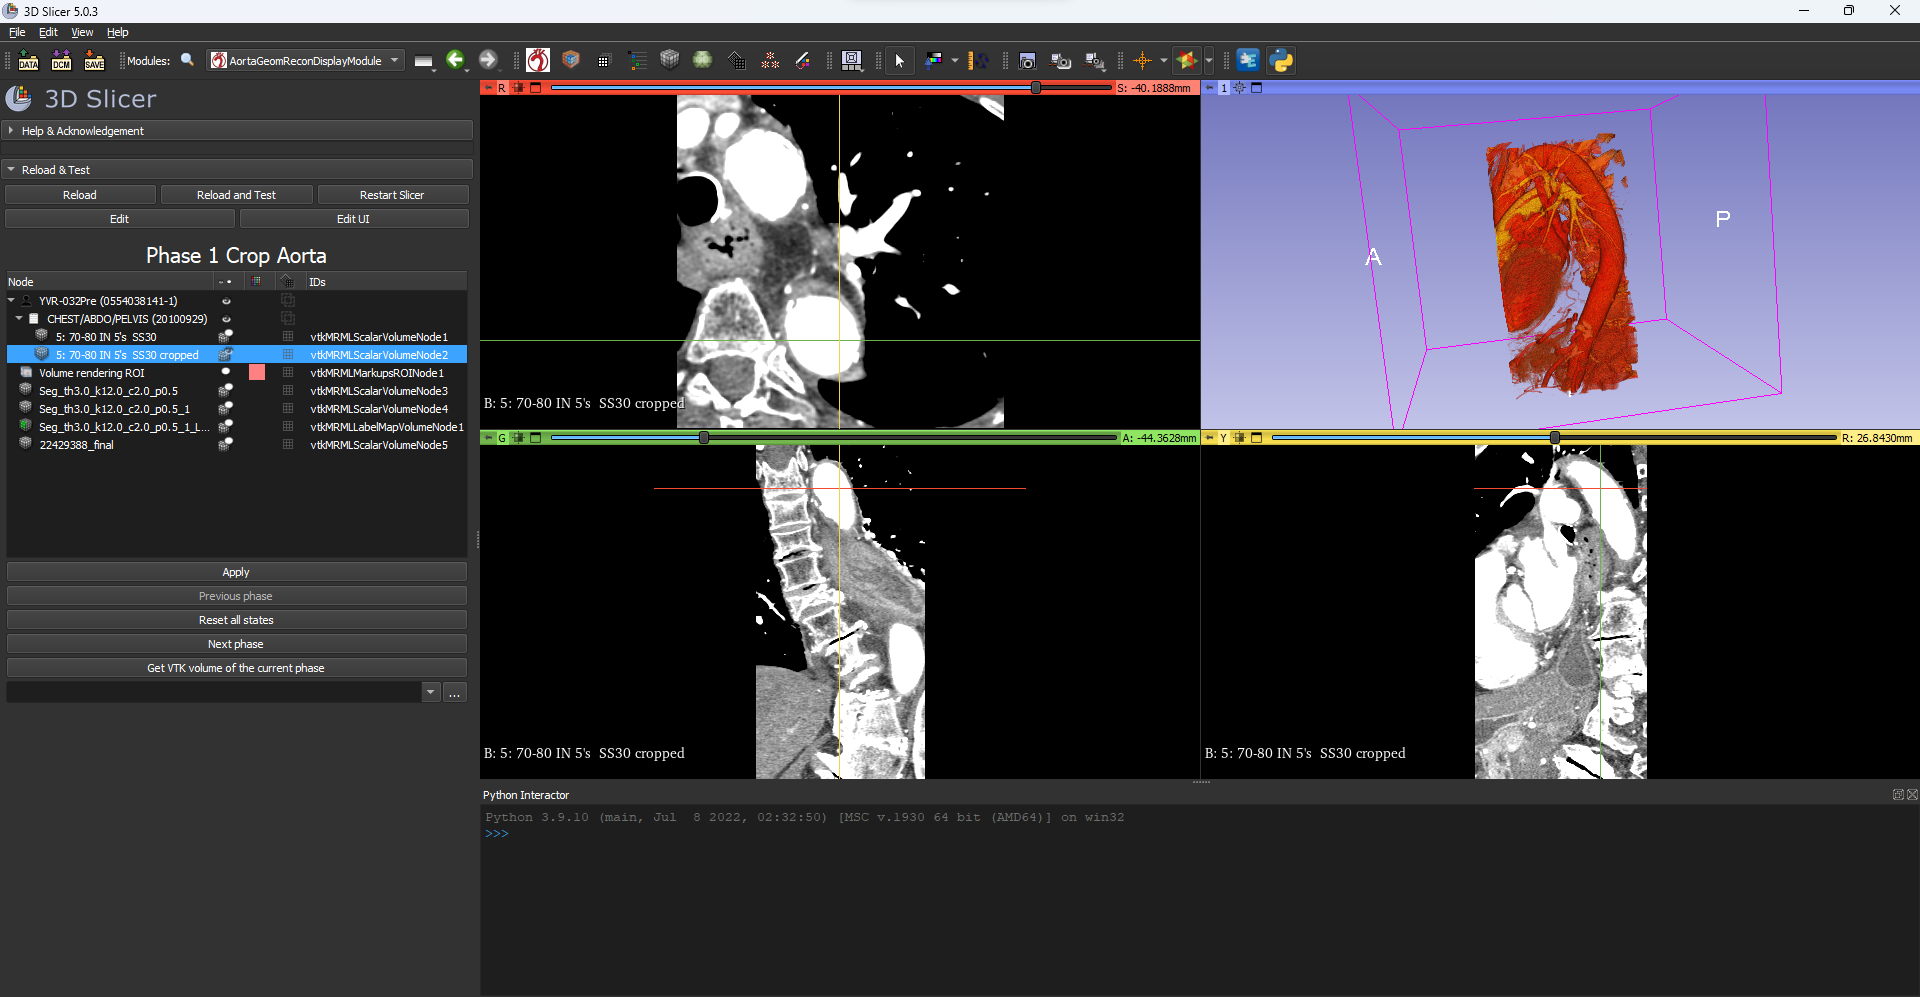 3D Slicer 5.0.3
File Edit View Help
DATA DCM SAVE Modules: AortaGeomReconDisplayModule
3D Slicer
Help & Acknowledgement
Reload & Test
Reload Reload and Test Restart Slicer
Edit Edit UI
Phase 1 Crop Aorta
Node IDs
YVR-032Pre (0554038141-1)
CHEST/ABDO/PELVIS (20100929)
5: 70-80 IN 5's SS30 vtkMRMLScalarVolumeNode1
5: 70-80 IN 5's SS30 cropped vtkMRMLScalarVolumeNode2
Volume rendering ROI vtkMRMLMarkupsROINode1
Seg_th3.0_k12.0_c2.0_p0.5 vtkMRMLScalarVolumeNode3
Seg_th3.0_k12.0_c2.0_p0.5_1 vtkMRMLScalarVolumeNode4
Seg_th3.0_k12.0_c2.0_p0.5_1_L... vtkMRMLLabelMapVolumeNode1
22429388_final vtkMRMLScalarVolumeNode5
Apply
Previous phase
Reset all states
Next phase
Get VTK volume of the current phase
...
R S: -40.1888mm
B: 5: 70-80 IN 5's SS30 cropped
1
A P
G A: -44.3628mm
B: 5: 70-80 IN 5's SS30 cropped
Y R: 26.8430mm
B: 5: 70-80 IN 5's SS30 cropped
Python Interactor
Python 3.9.10 (main, Jul  8 2022, 02:32:50) [MSC v.1930 64 bit (AMD64)] on win32
>>>